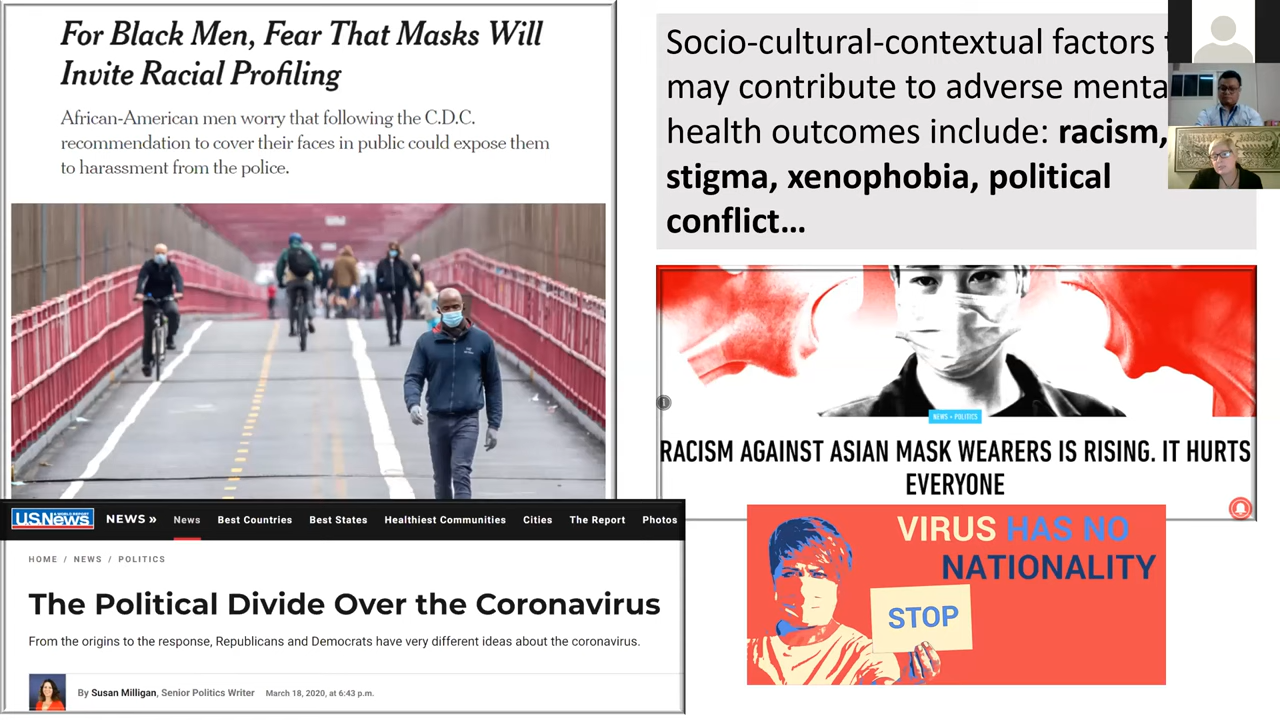 For Black Men, Fear That Masks Will
Invite Racial Profiling
African-American men worry that following the C.D.C.
recommendation to cover their faces in public could expose them
to harassment from the police.
Socio-cultural-contextual factors
may contribute to adverse menta
health outcomes include: racism,
stigma, xenophobia, political
conflict...
NEWS + POLITICS
RACISM AGAINST ASIAN MASK WEARERS IS RISING. IT HURTS
EVERYONE
U.S.News
NEWS » News Best Countries Best States Healthiest Communities Cities The Report Photos
HOME / NEWS / POLITICS
The Political Divide Over the Coronavirus
From the origins to the response, Republicans and Democrats have very different ideas about the coronavirus.
By Susan Milligan, Senior Politics Writer March 18, 2020, at 6:43 p.m.
VIRUS HAS NO
NATIONALITY
STOP